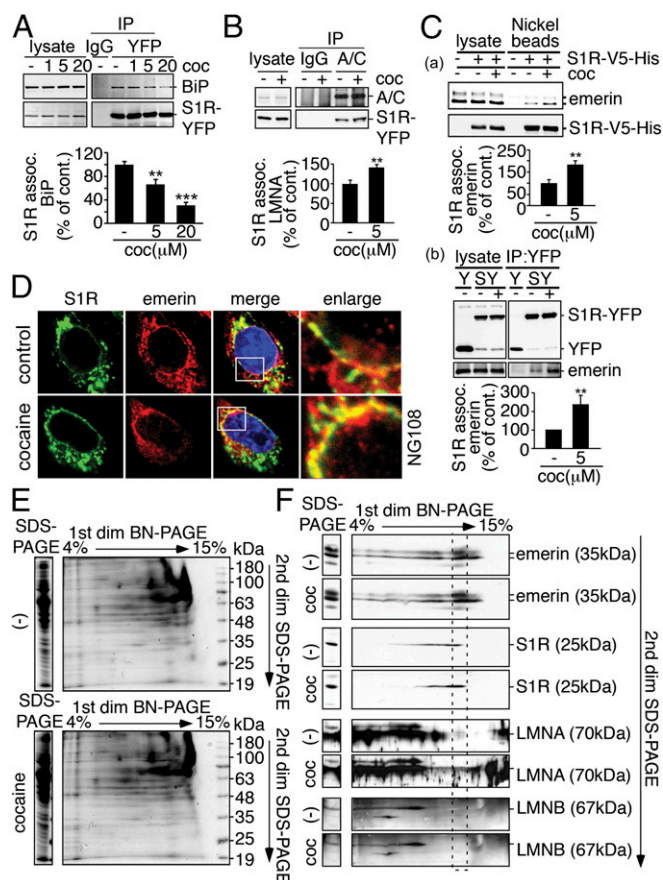 A
IP
lysate IgG YFP
- 1 5 20 - - 1 5 20 coc
BiP
S1R-
YFP
S1R assoc.
BiP
(% of cont.)
120
80
40
0
** ***
- 5 20
coc(μM)
B
IP
lysate IgG A/C
- + - + - + coc
A/C
S1R-
YFP
S1R assoc.
LMNA
(% of cont.)
150
100
50
0
**
- 5
coc(μM)
C
(a)
lysate Nickel
beads
- + + - + + S1R-V5-His
- - + - - + coc
emerin
S1R-V5-His
S1R assoc.
emerin
(% of cont.)
250
150
100
50
0
**
- 5
coc(μM)
(b)
lysate IP:YFP
Y SY Y SY
- - + - - +
S1R-YFP
YFP
emerin
S1R assoc.
emerin
(% of cont.)
300
200
100
0
**
- 5
coc(μM)
D
S1R emerin merge enlarge
control
cocaine
NG108
E
SDS-
PAGE
1st dim BN-PAGE
4% 15% kDa
180
100
63
48
35
25
19
(-)
2nd dim SDS-PAGE
SDS-
PAGE
1st dim BN-PAGE
4% 15% kDa
180
100
63
48
35
25
19
cocaine
2nd dim SDS-PAGE
F
SDS-
PAGE
1st dim BN-PAGE
4% 15%
(-) emerin (35kDa)
coc emerin (35kDa)
(-) S1R (25kDa)
coc S1R (25kDa)
(-) LMNA (70kDa)
coc LMNA (70kDa)
(-) LMNB (67kDa)
coc LMNB (67kDa)
2nd dim SDS-PAGE